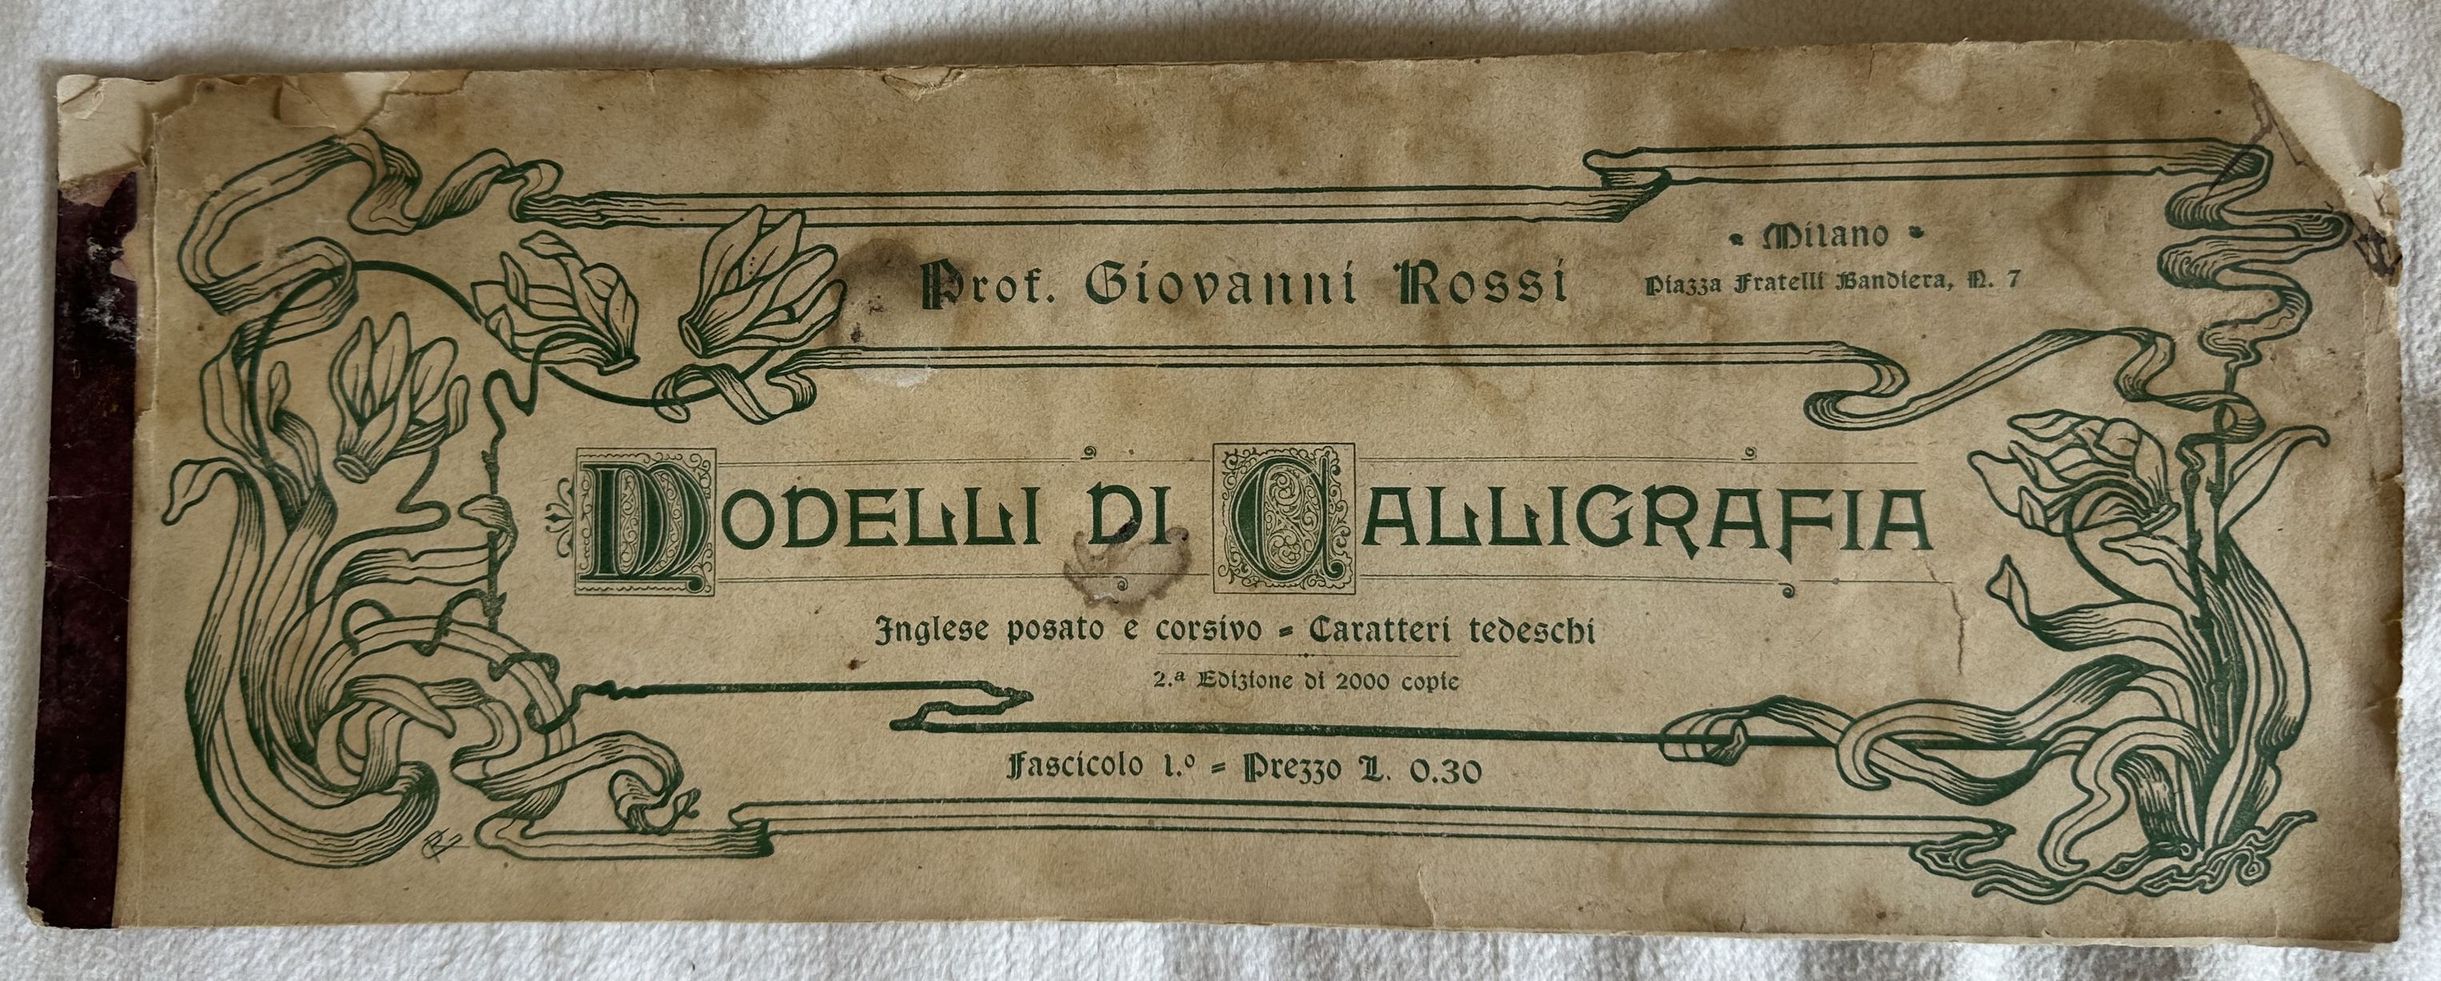 Prof. Giovanni Rossi
Milano
Piazza Fratelli Bandiera, N. 7
MODELLI DI CALLIGRAFIA
Inglese posato e corsivo = Caratteri tedeschi
2.ª Edizione di 2000 copie
Fascicolo 1.º = Prezzo L. 0.30